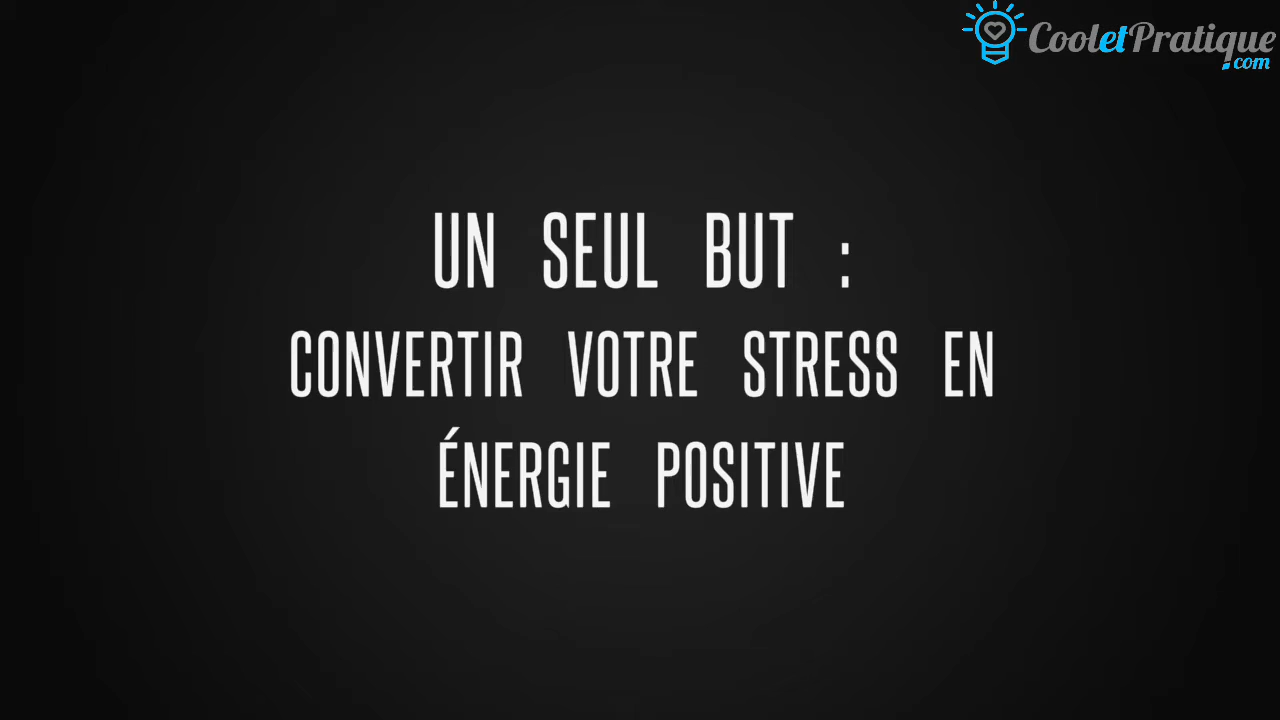 CooletPratique
.com
UN SEUL BUT :
CONVERTIR VOTRE STRESS EN
ÉNERGIE POSITIVE